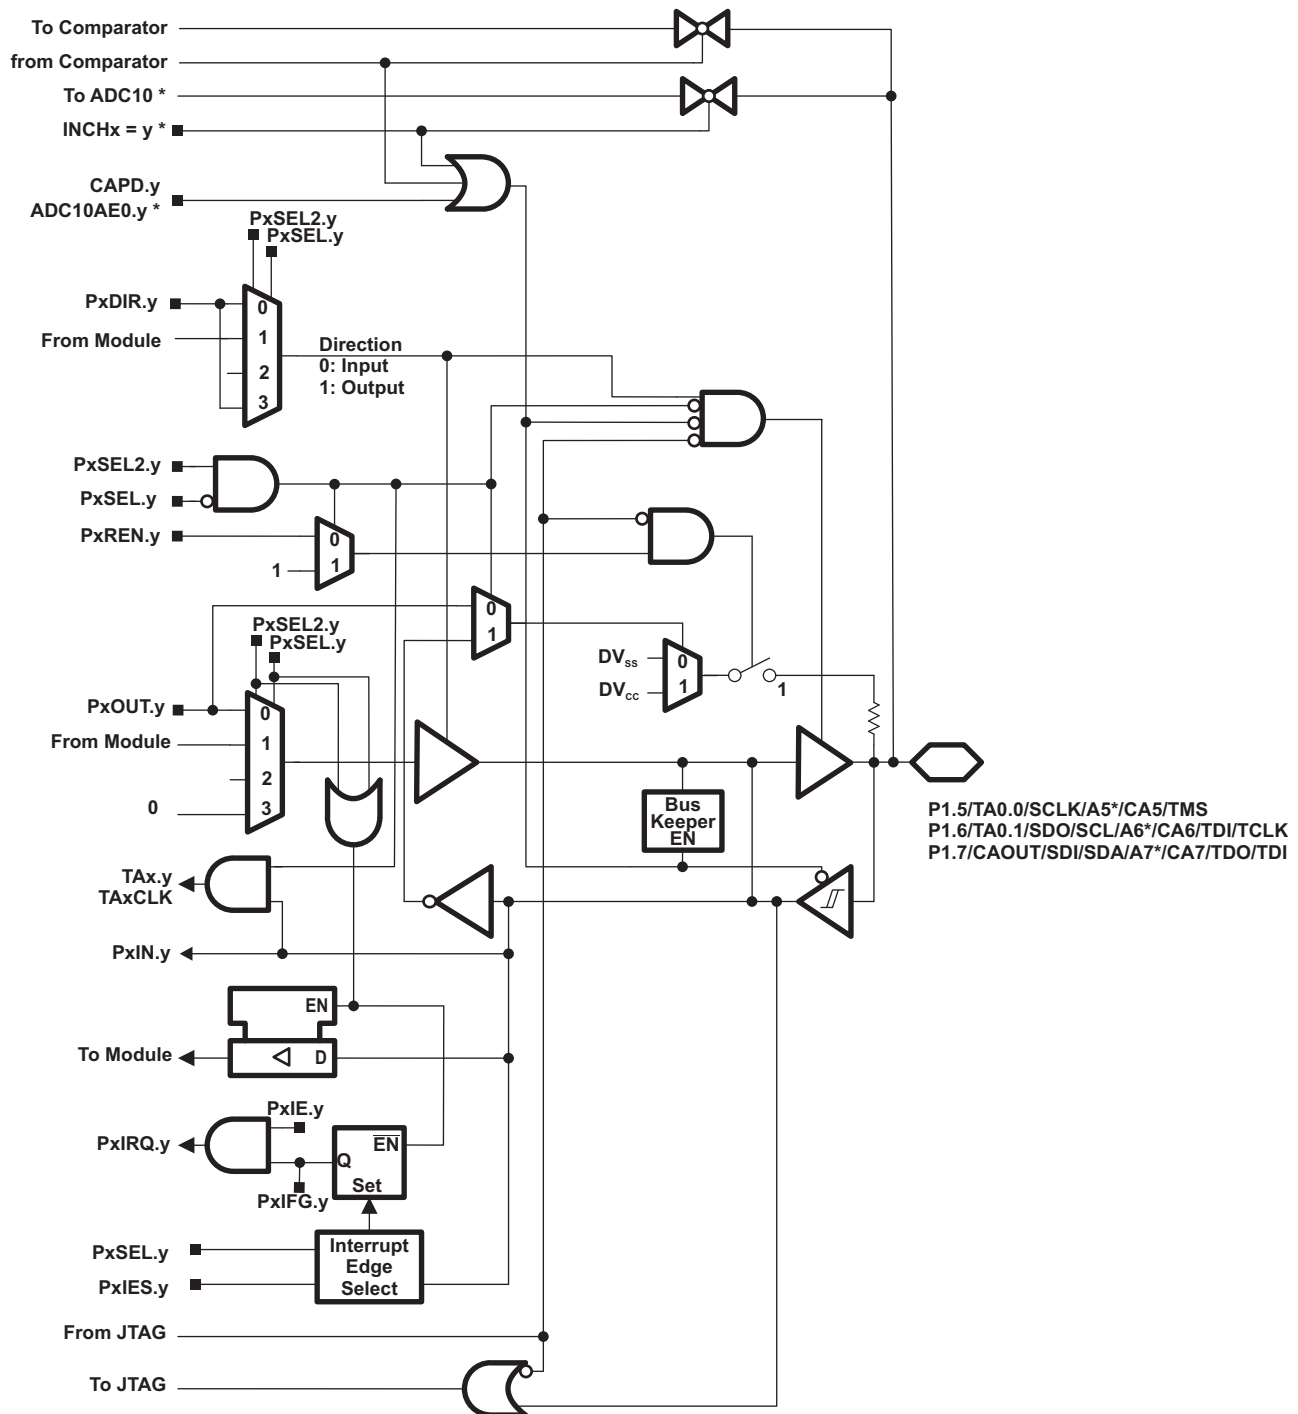 To Comparator
from Comparator
To ADC10 *
INCHx = y *
CAPD.y
ADC10AE0.y *
PxSEL2.y
PxSEL.y
PxDIR.y
0
From Module
1
2
3
Direction
0: Input
1: Output
PxSEL2.y
PxSEL.y
PxREN.y
0
1
1
0
1
PxSEL2.y
PxSEL.y
DVss
0
DVcc
1
1
PxOUT.y
0
From Module
1
2
0
3
Bus
Keeper
EN
P1.5/TA0.0/SCLK/A5*/CA5/TMS
P1.6/TA0.1/SDO/SCL/A6*/CA6/TDI/TCLK
P1.7/CAOUT/SDI/SDA/A7*/CA7/TDO/TDI
TAx.y
TAxCLK
PxIN.y
EN
To Module
D
PxIE.y
PxIRQ.y
EN
Q
Set
PxIFG.y
PxSEL.y
PxIES.y
Interrupt
Edge
Select
From JTAG
To JTAG